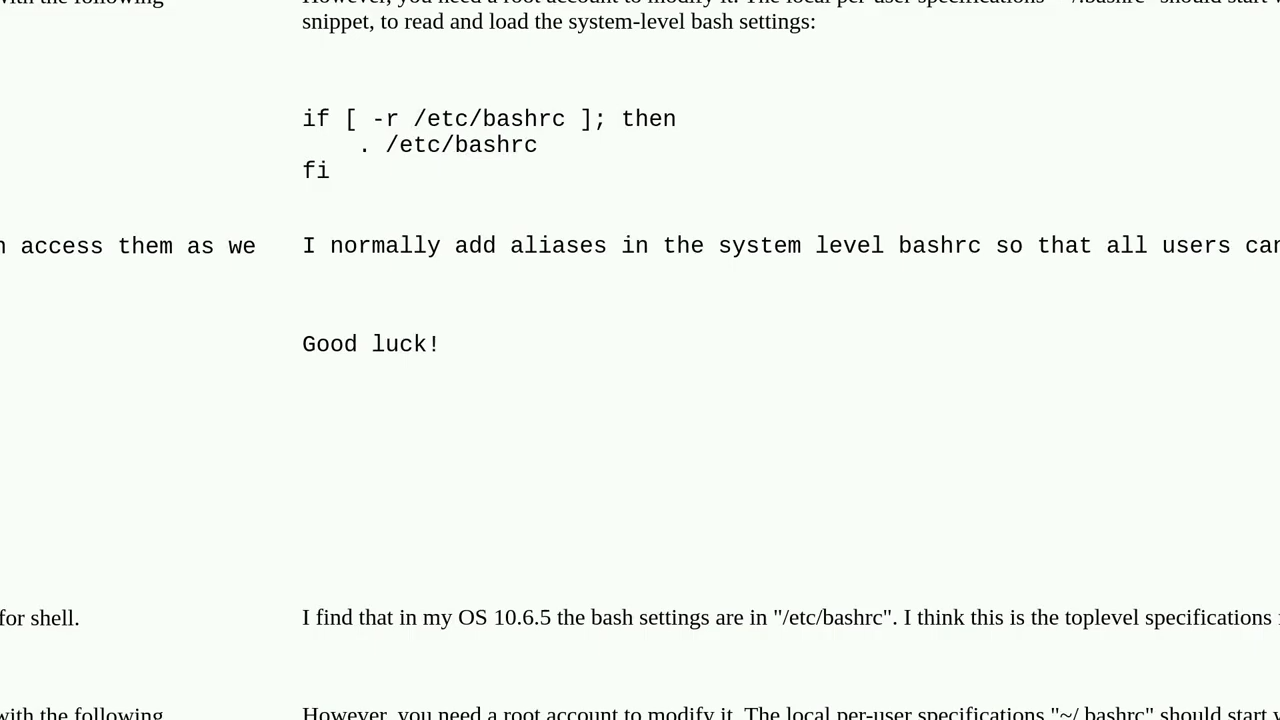 with the following
However, you need a root account to modify it. The local per-user specifications "~/.bashrc" should start
snippet, to read and load the system-level bash settings:
if [ -r /etc/bashrc ]; then
    . /etc/bashrc
fi
access them as we
I normally add aliases in the system level bashrc so that all users can
Good luck!
for shell.
I find that in my OS 10.6.5 the bash settings are in "/etc/bashrc". I think this is the toplevel specifications
with the following
However, you need a root account to modify it. The local per-user specifications "~/.bashrc" should start